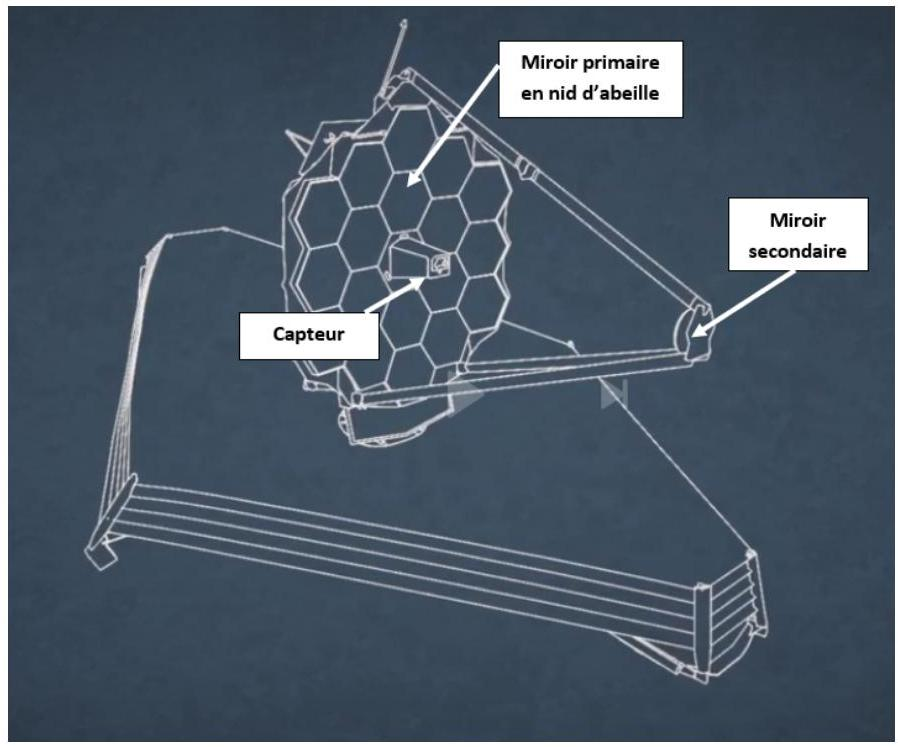 Miroir primaire
en nid d’abeille
Miroir
secondaire
Capteur